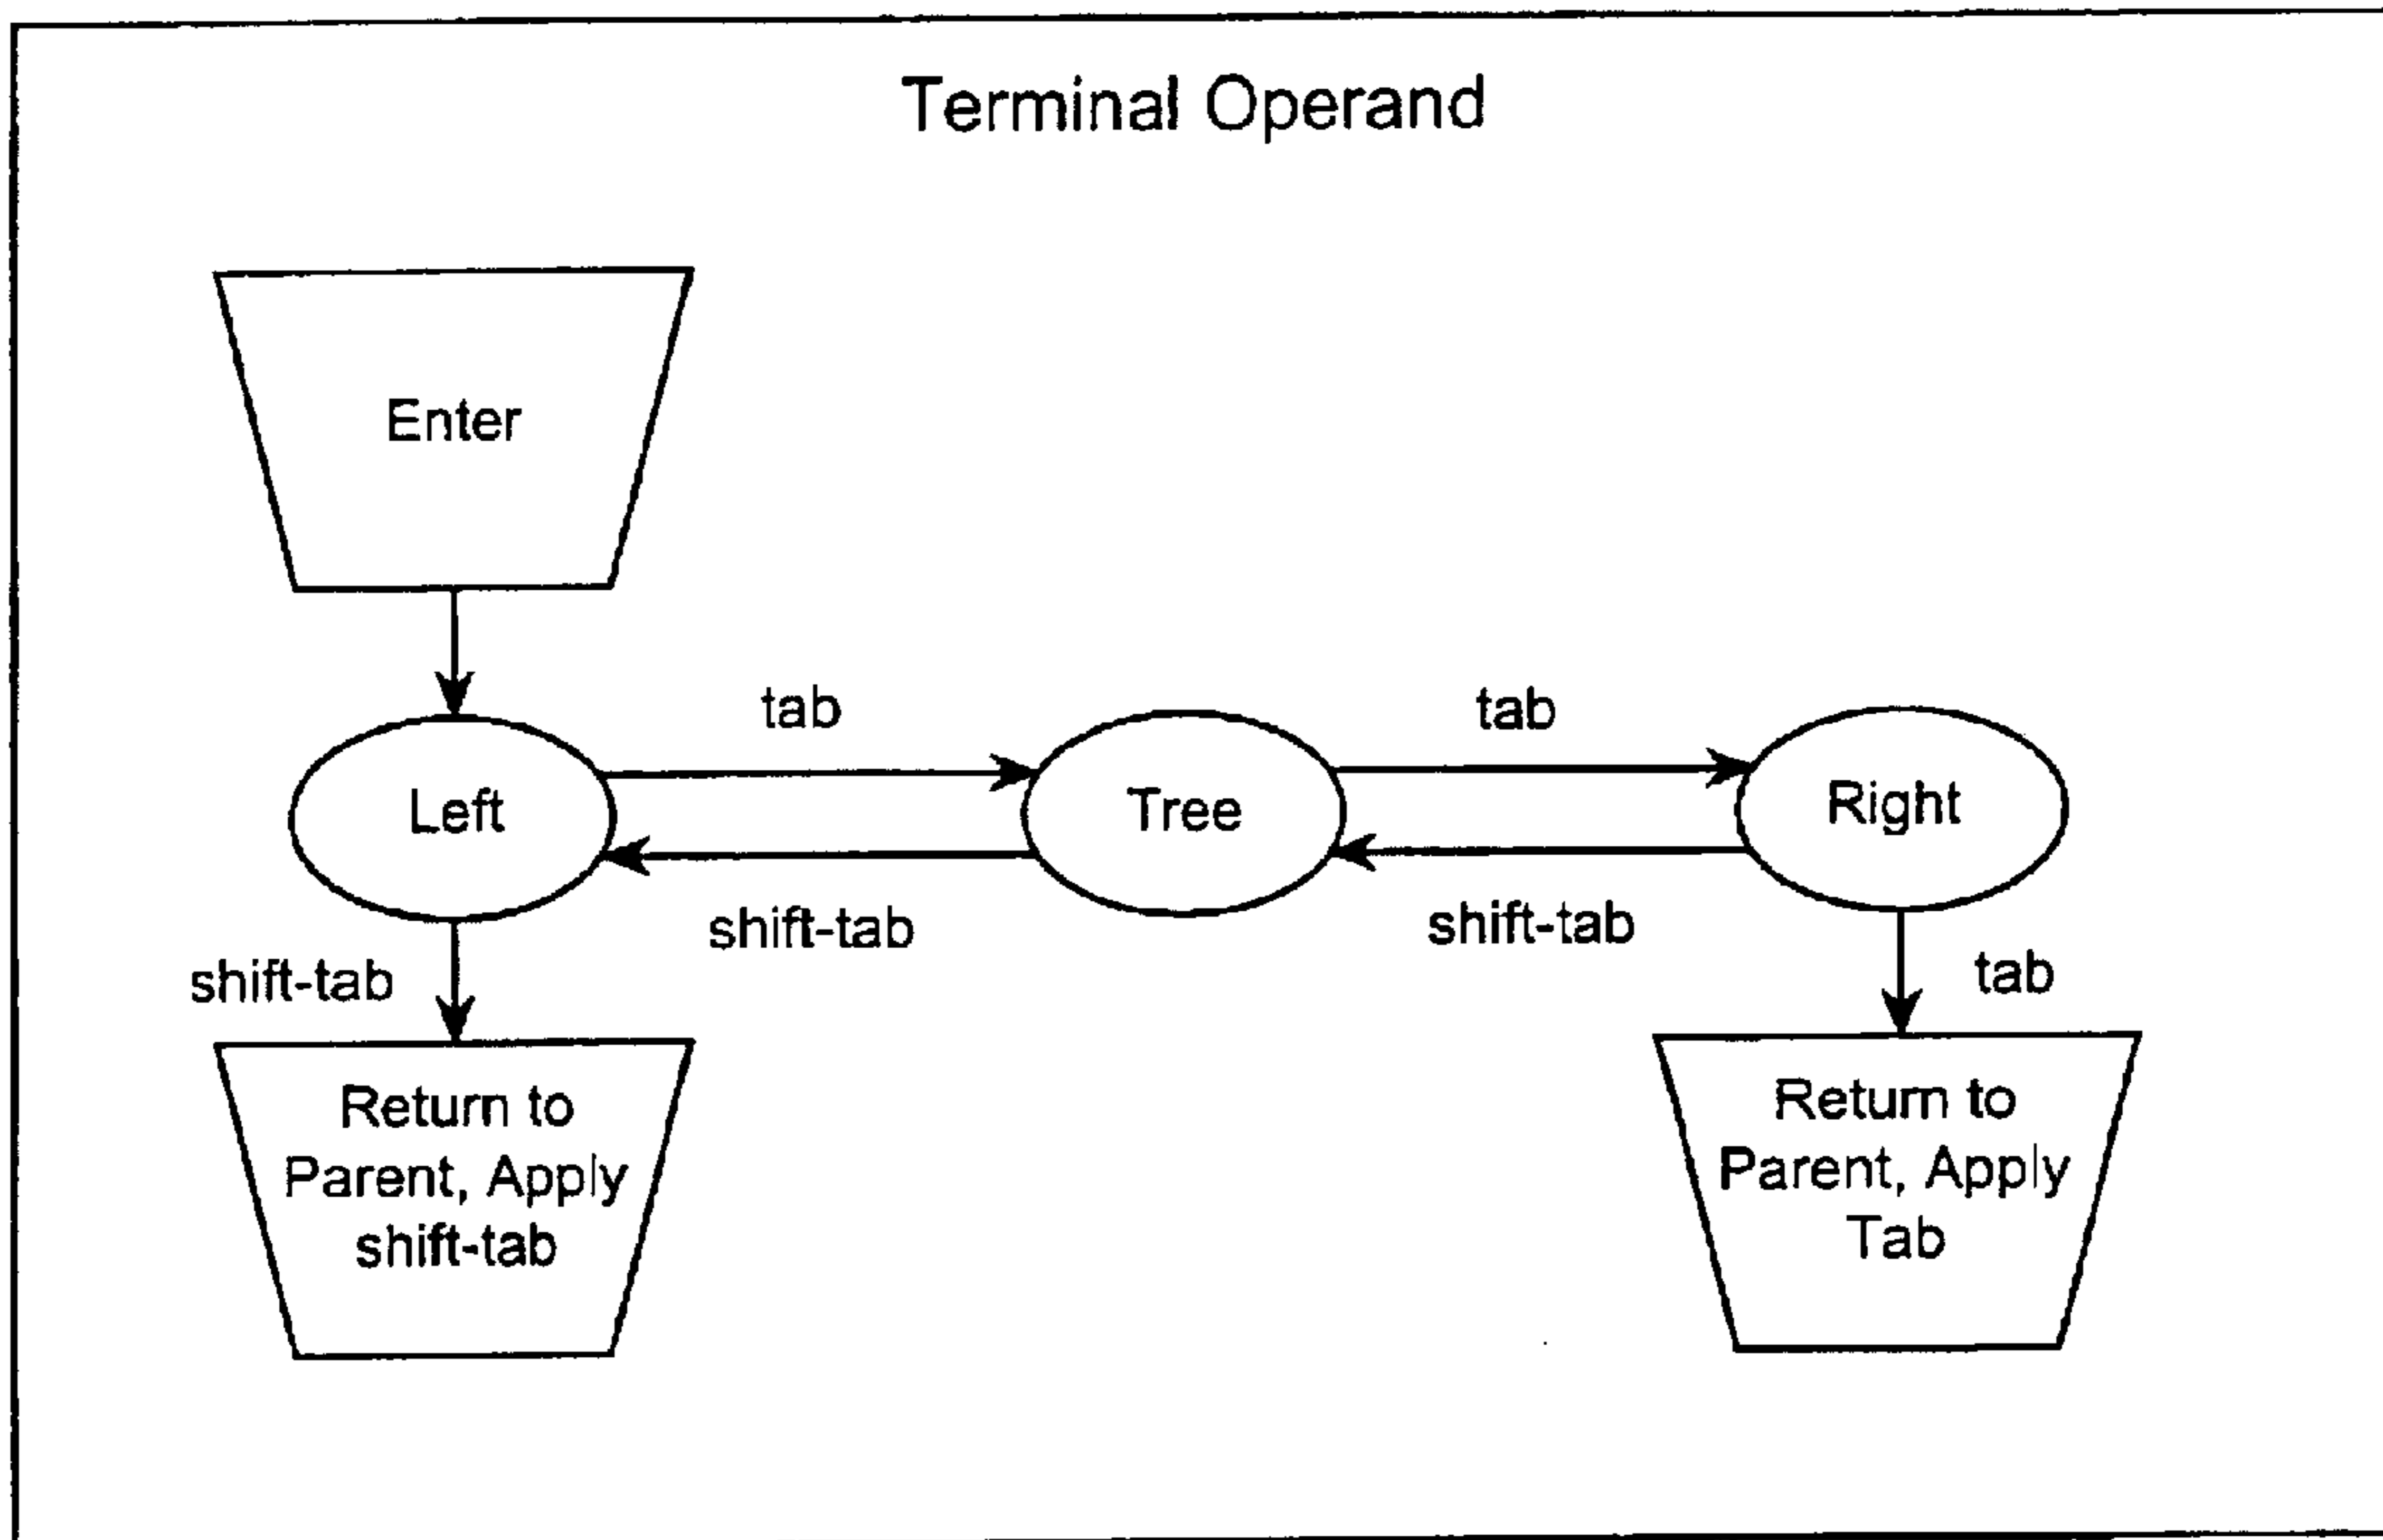 Terminal Operand
Enter
tab
tab
Left
Tree
Right
shift-tab
shift-tab
shift-tab
tab
Return to
Parent, Apply
shift-tab
Return to
Parent, Apply
Tab